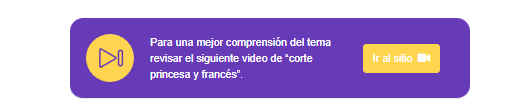 Para una mejor comprensión del tema
revisar el siguiente video de “corte
princesa y francés”.
Ir al sitio